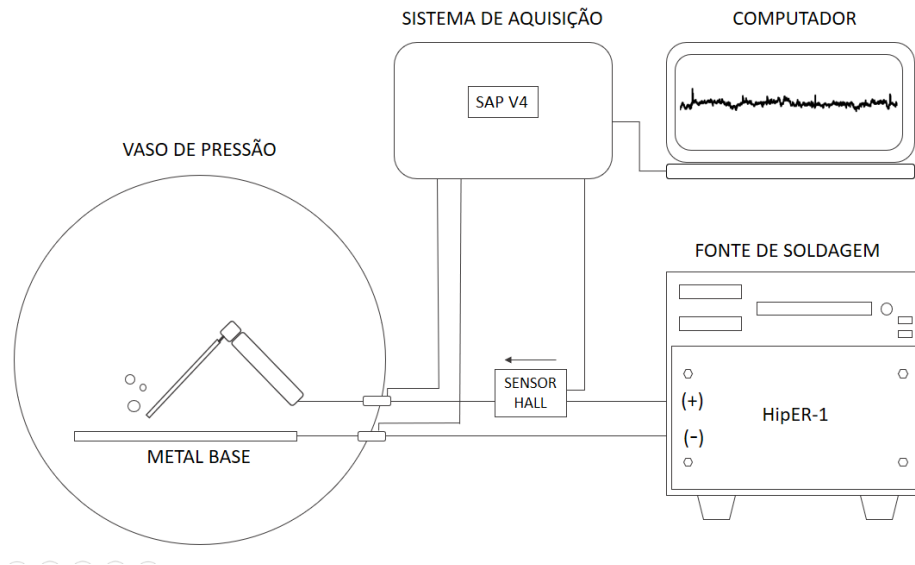 SISTEMA DE AQUISIÇÃO
COMPUTADOR
SAP V4
VASO DE PRESSÃO
FONTE DE SOLDAGEM
SENSOR
HALL
(+)
HipER-1
(-)
METAL BASE